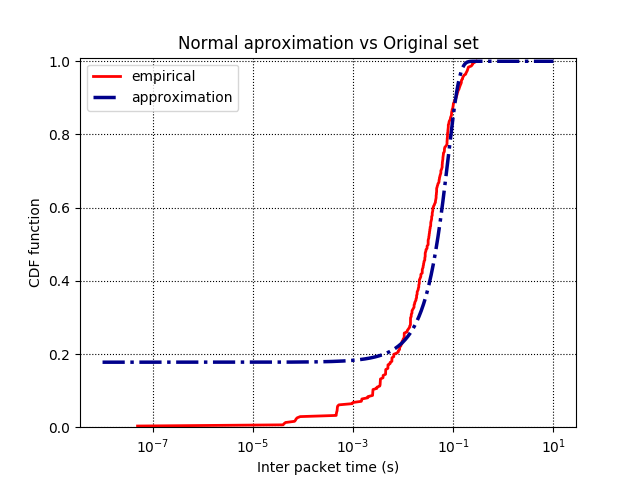 Normal aproximation vs Original set
empirical
approximation
CDF function
1.0
0.8
0.6
0.4
0.2
0.0
10^-7
10^-5
10^-3
10^-1
10^1
Inter packet time (s)